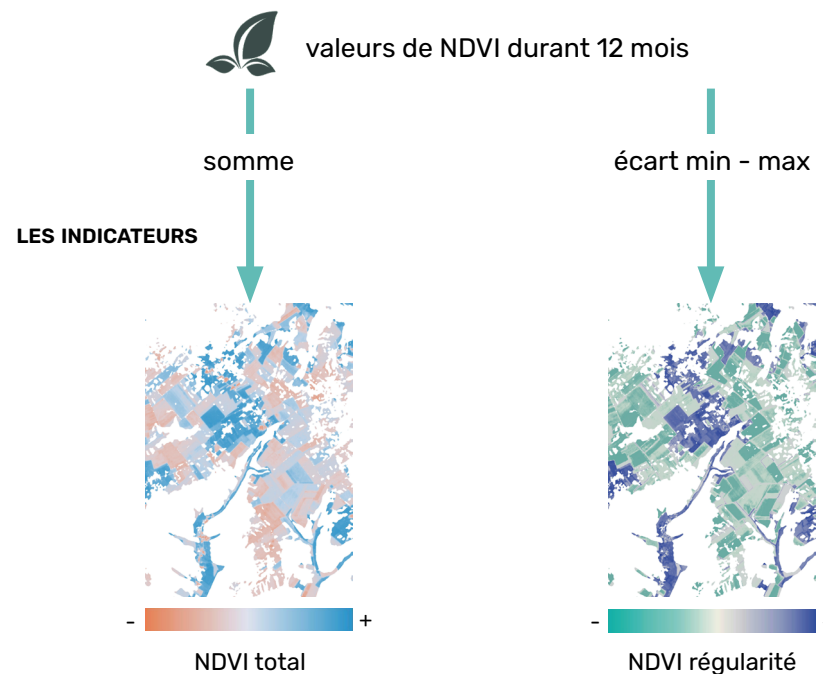 valeurs de NDVI durant 12 mois
somme
écart min - max
LES INDICATEURS
- +
-
NDVI total
NDVI régularité